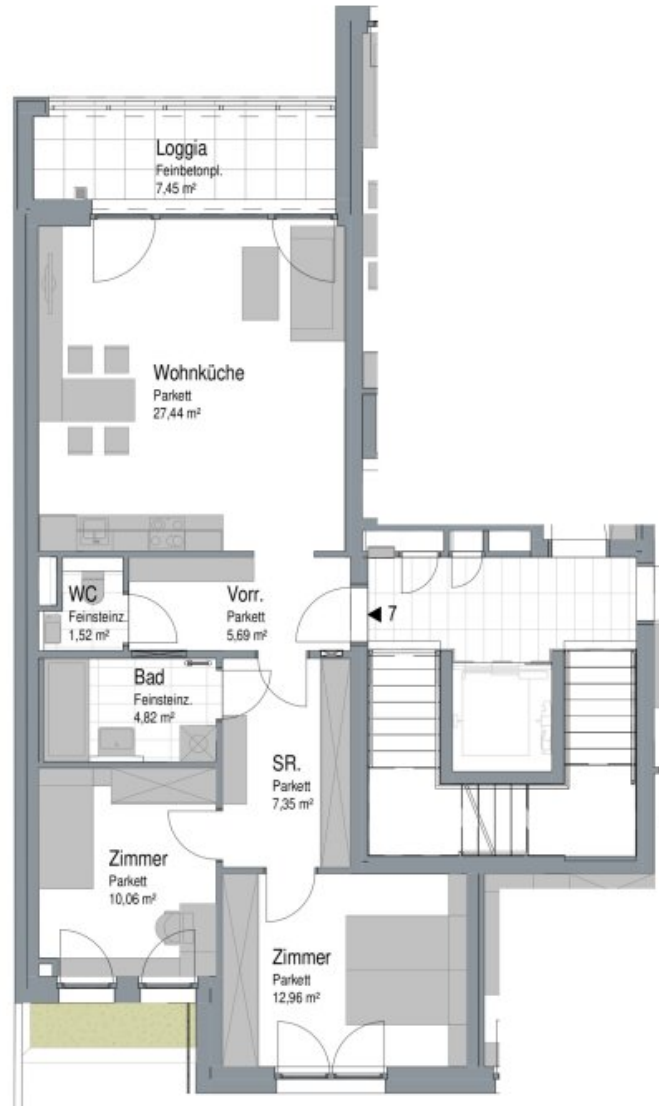 Loggia
Feinbetonpl.
7,45 m²
Wohnküche
Parkett
27,44 m²
WC
Feinsteinz.
1,52 m²
Vorr.
Parkett
5,69 m²
7
Bad
Feinsteinz.
4,82 m²
SR.
Parkett
7,35 m²
Zimmer
Parkett
10,06 m²
Zimmer
Parkett
12,96 m²